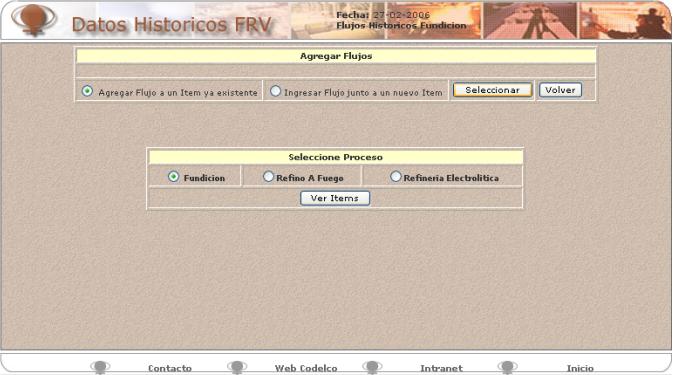 Datos Historicos FRV
Fecha: 27-02-2006
Flujos Historicos Fundicion
Agregar Flujos
Agregar Flujo a un Item ya existente Ingresar Flujo junto a un nuevo Item Seleccionar Volver
Seleccione Proceso
Fundicion Refino A Fuego Refineria Electrolitica
Ver Items
Contacto Web Codelco Intranet Inicio